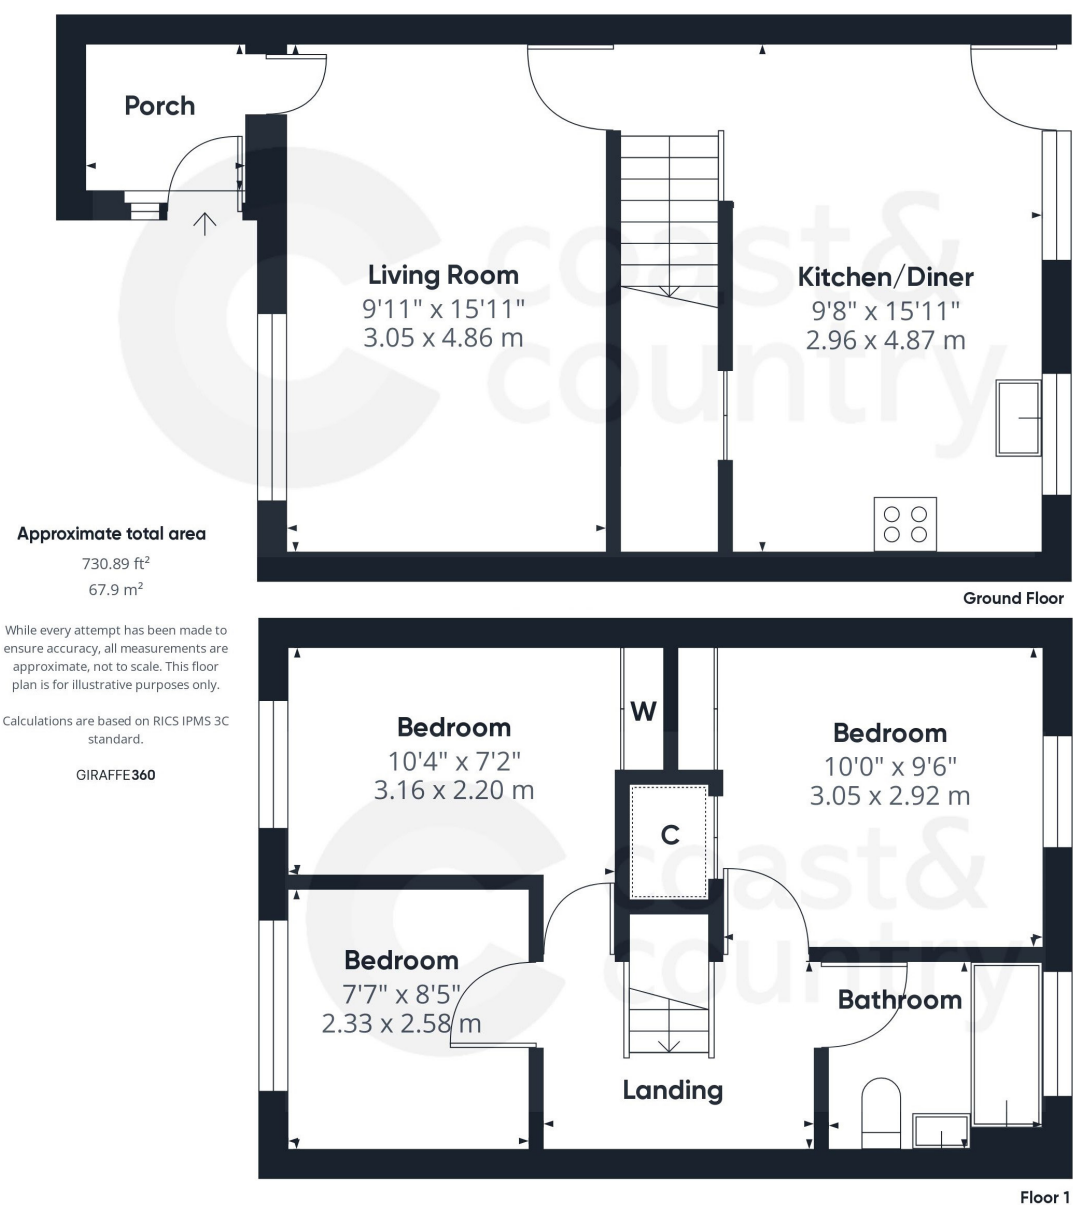 Porch
Living Room
9'11" x 15'11"
3.05 x 4.86 m
Kitchen/Diner
9'8" x 15'11"
2.96 x 4.87 m
coast&
country
Approximate total area
730.89 ft²
67.9 m²
While every attempt has been made to
ensure accuracy, all measurements are
approximate, not to scale. This floor
plan is for illustrative purposes only.
Calculations are based on RICS IPMS 3C
standard.
GIRAFFE360
Ground Floor
Bedroom
10'4" x 7'2"
3.16 x 2.20 m
W
C
Bedroom
10'0" x 9'6"
3.05 x 2.92 m
coast&
country
Bedroom
7'7" x 8'5"
2.33 x 2.58 m
Bathroom
Landing
Floor 1